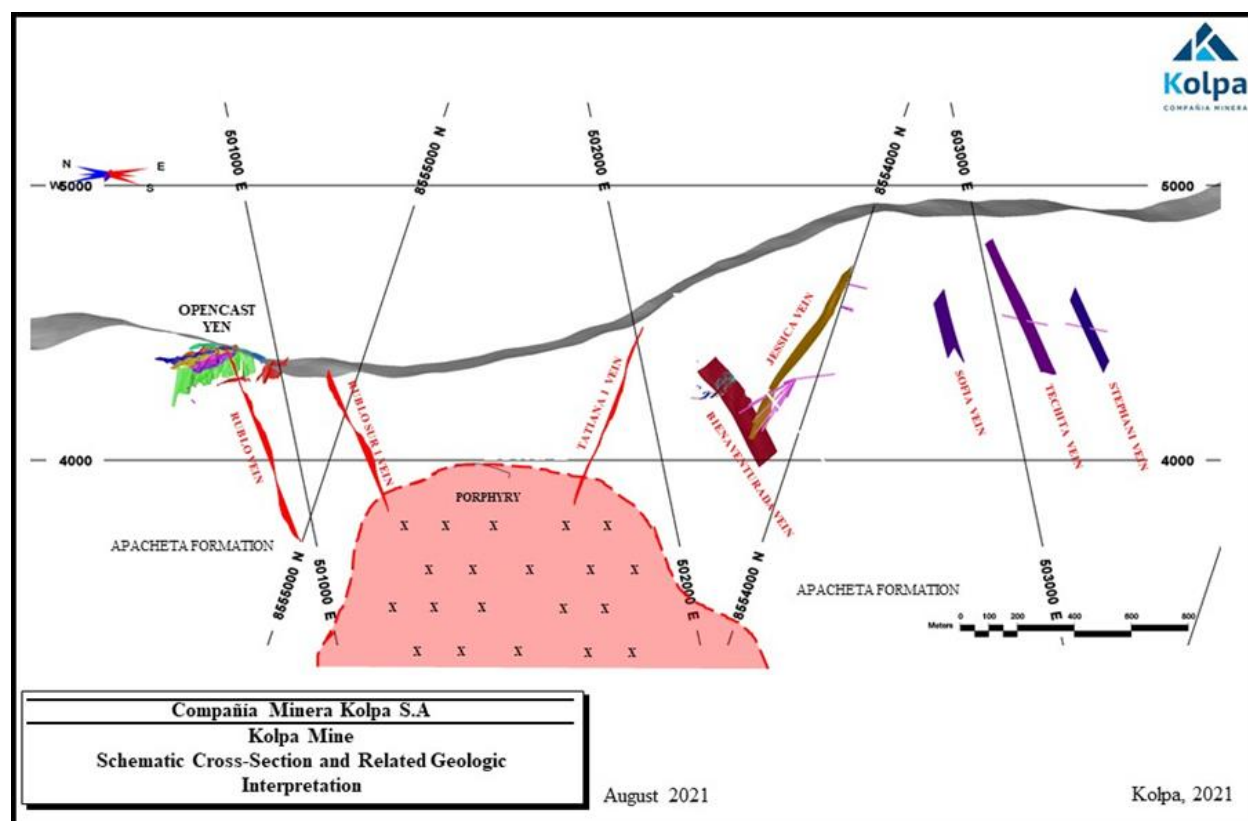 Kolpa
COMPAÑIA MINERA
501000 E
8555000 N
502000 E
8554000 N
503000 E
N
E
W
S
5000
5000
OPENCAST
YEN
RUBLO VEIN
RUBLO SUR 1 VEIN
TATIANA 1 VEIN
JESSICA VEIN
BIENAVENTURADA VEIN
SOFIA VEIN
TECHITA VEIN
STEPHANI VEIN
4000
4000
PORPHYRY
X X X X X
APACHETA FORMATION
X X X X X
APACHETA FORMATION
X X X X X
X X X X X
8555000 N
501000 E
502000 E
8554000 N
503000 E
Meters 0 100 200 400 600 800
Compañía Minera Kolpa S.A
Kolpa Mine
Schematic Cross-Section and Related Geologic
Interpretation
August 2021
Kolpa, 2021